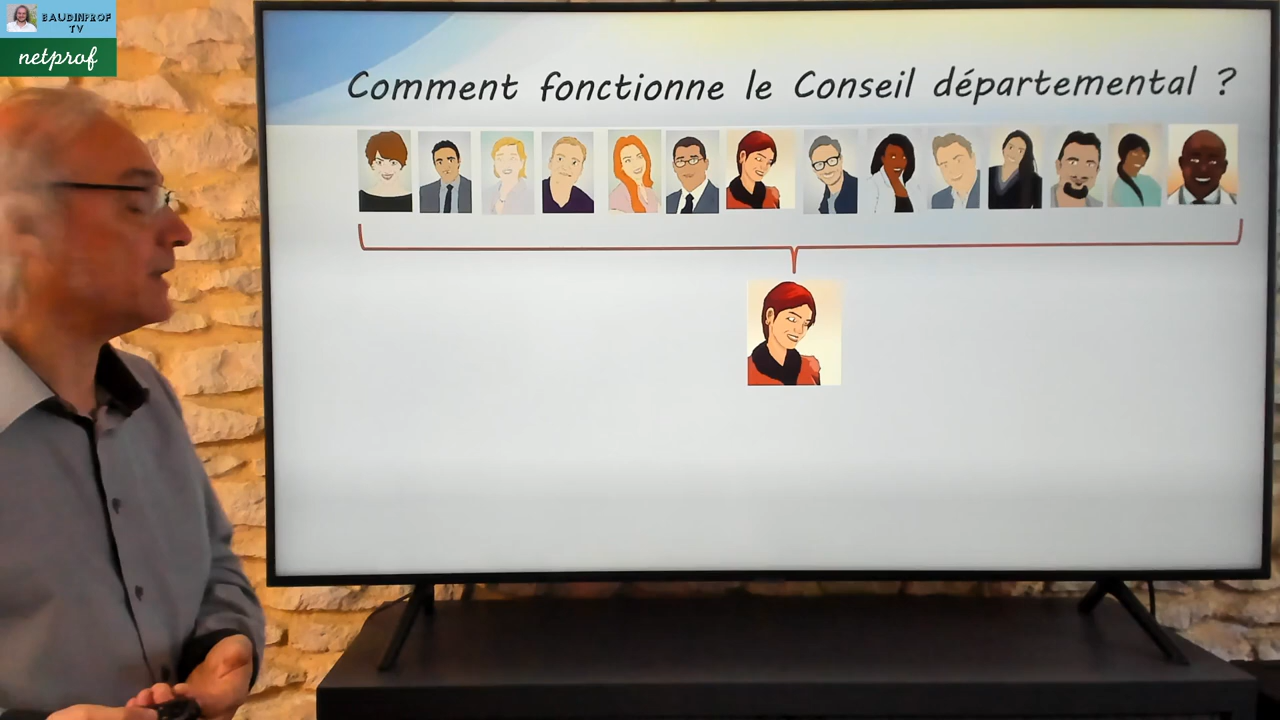 BAUDINPROF
TV
netprof
Comment fonctionne le Conseil départemental ?